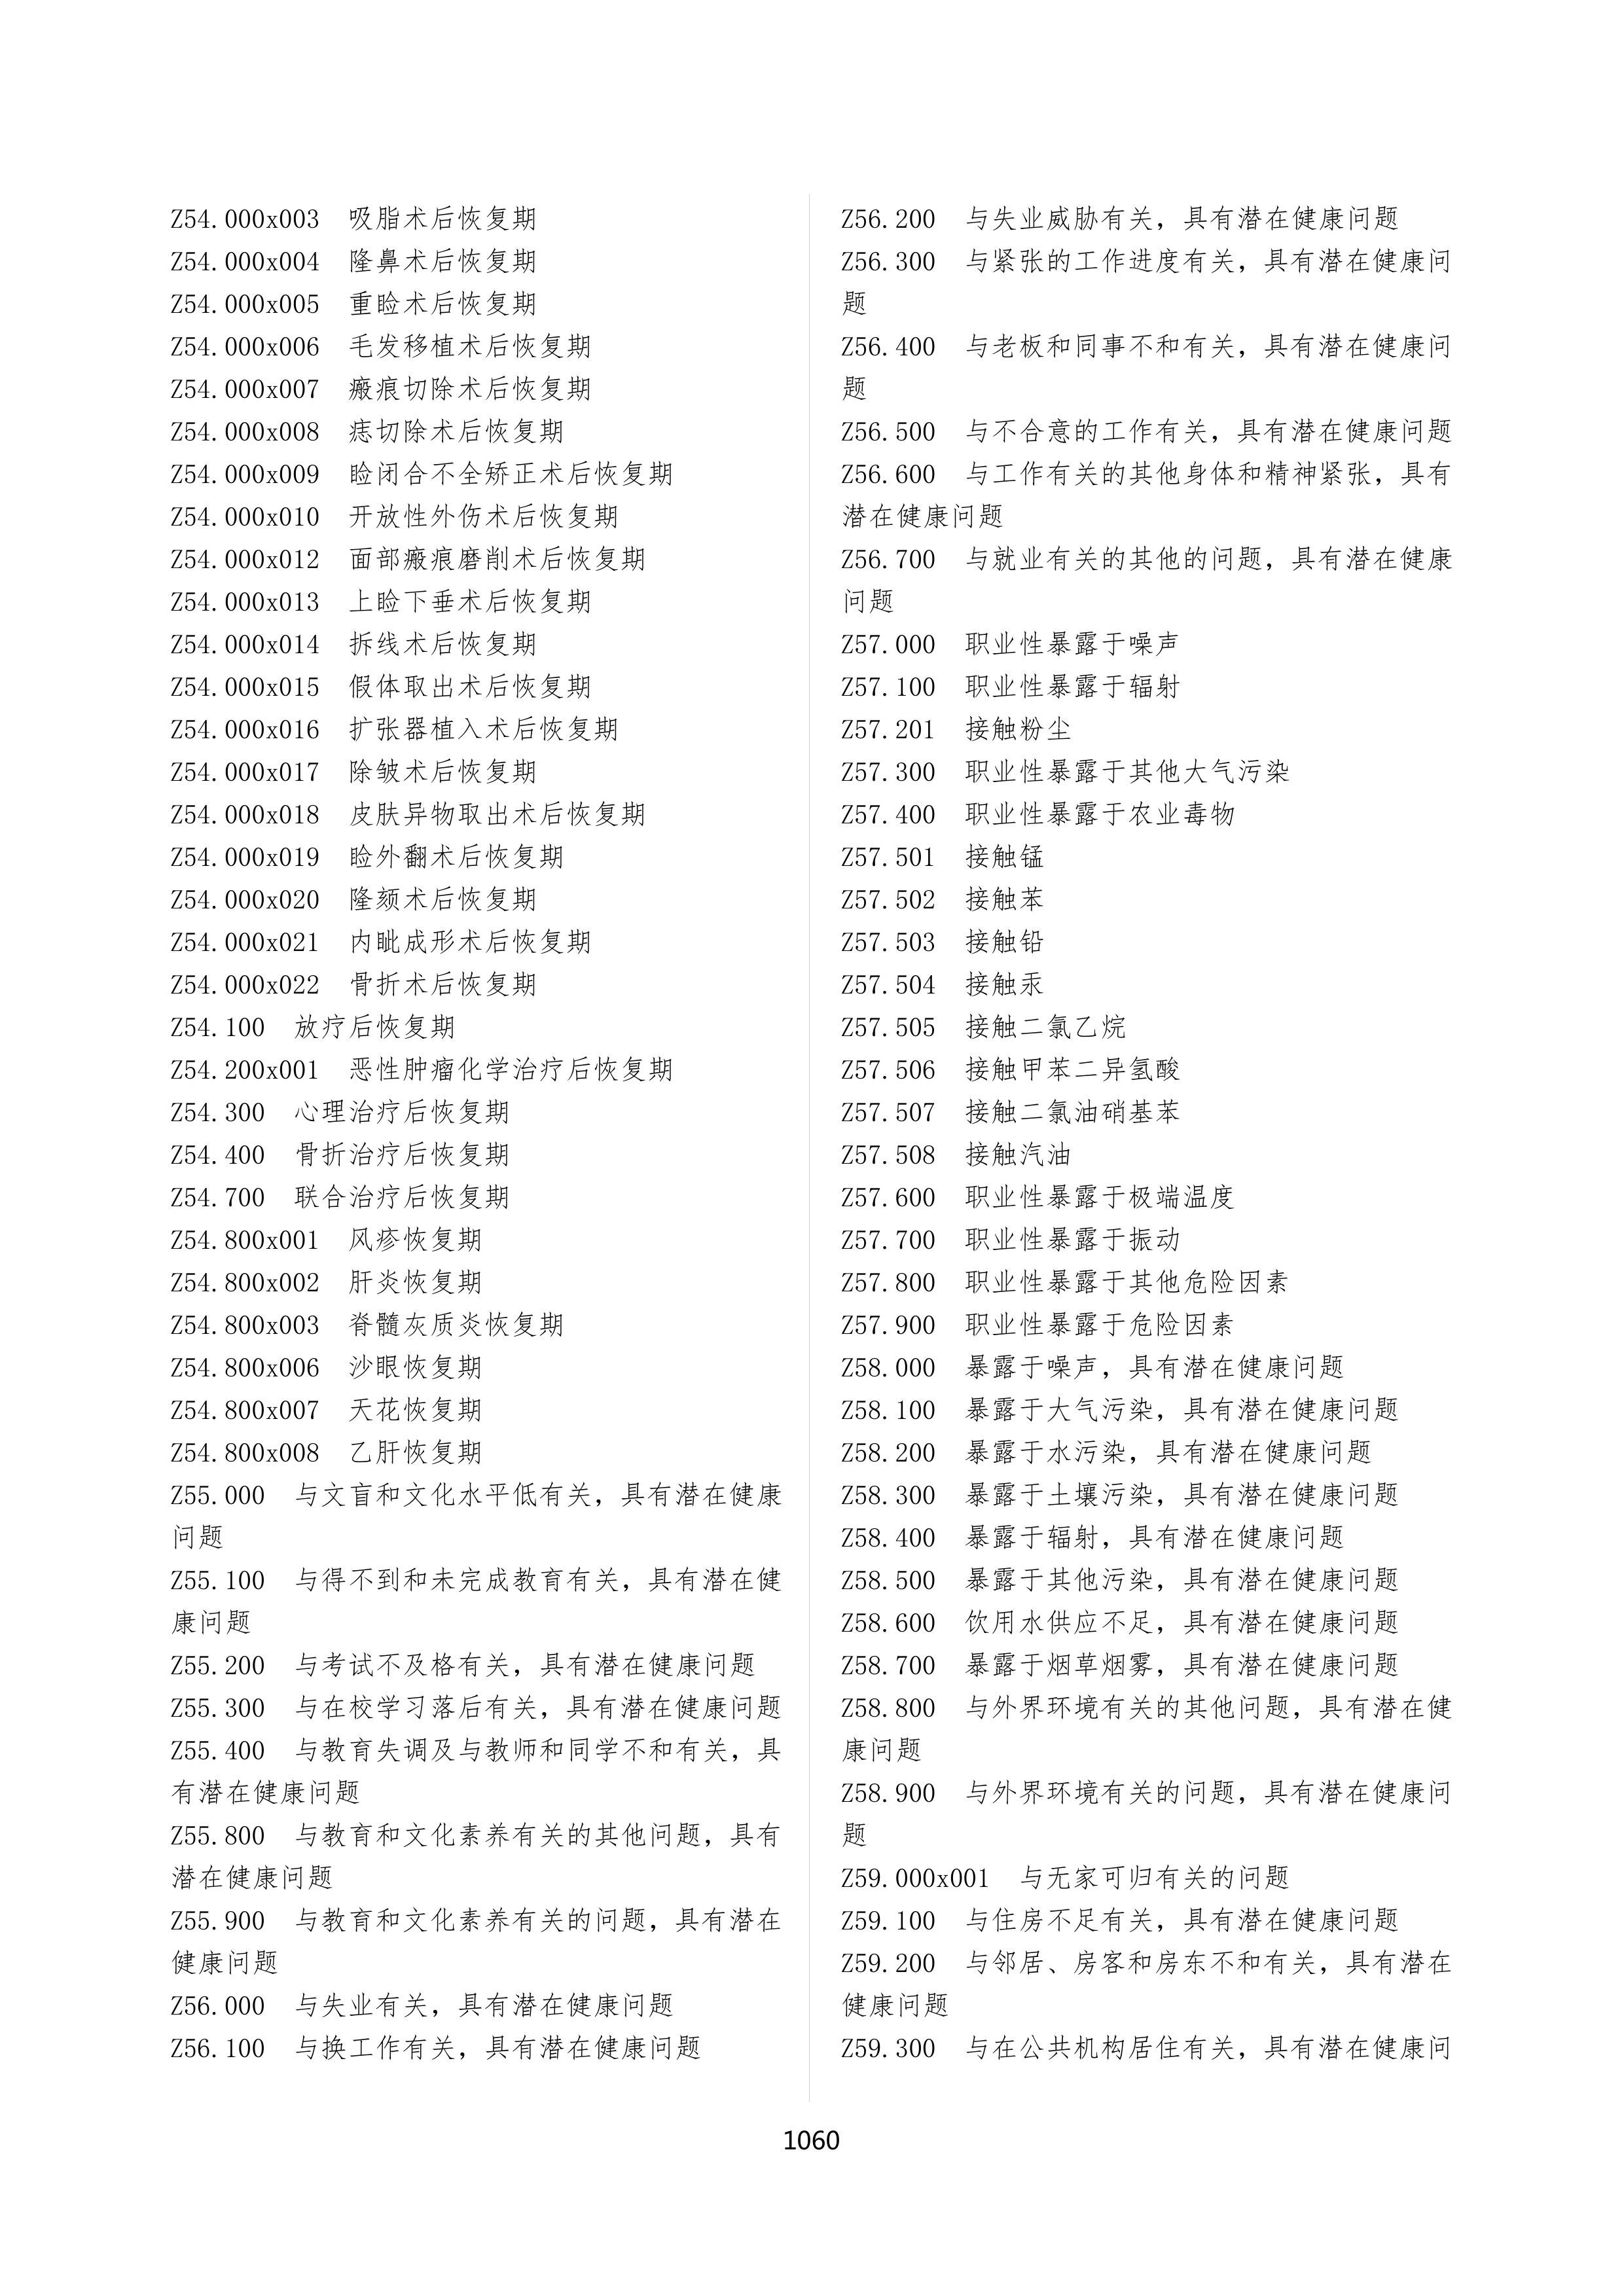 Z54.000x003　吸脂术后恢复期
Z54.000x004　隆鼻术后恢复期
Z54.000x005　重睑术后恢复期
Z54.000x006　毛发移植术后恢复期
Z54.000x007　瘢痕切除术后恢复期
Z54.000x008　痣切除术后恢复期
Z54.000x009　睑闭合不全矫正术后恢复期
Z54.000x010　开放性外伤术后恢复期
Z54.000x012　面部瘢痕磨削术后恢复期
Z54.000x013　上睑下垂术后恢复期
Z54.000x014　拆线术后恢复期
Z54.000x015　假体取出术后恢复期
Z54.000x016　扩张器植入术后恢复期
Z54.000x017　除皱术后恢复期
Z54.000x018　皮肤异物取出术后恢复期
Z54.000x019　睑外翻术后恢复期
Z54.000x020　隆颏术后恢复期
Z54.000x021　内眦成形术后恢复期
Z54.000x022　骨折术后恢复期
Z54.100　放疗后恢复期
Z54.200x001　恶性肿瘤化学治疗后恢复期
Z54.300　心理治疗后恢复期
Z54.400　骨折治疗后恢复期
Z54.700　联合治疗后恢复期
Z54.800x001　风疹恢复期
Z54.800x002　肝炎恢复期
Z54.800x003　脊髓灰质炎恢复期
Z54.800x006　沙眼恢复期
Z54.800x007　天花恢复期
Z54.800x008　乙肝恢复期
Z55.000　与文盲和文化水平低有关，具有潜在健康
问题
Z55.100　与得不到和未完成教育有关，具有潜在健
康问题
Z55.200　与考试不及格有关，具有潜在健康问题
Z55.300　与在校学习落后有关，具有潜在健康问题
Z55.400　与教育失调及与教师和同学不和有关，具
有潜在健康问题
Z55.800　与教育和文化素养有关的其他问题，具有
潜在健康问题
Z55.900　与教育和文化素养有关的问题，具有潜在
健康问题
Z56.000　与失业有关，具有潜在健康问题
Z56.100　与换工作有关，具有潜在健康问题
Z56.200　与失业威胁有关，具有潜在健康问题
Z56.300　与紧张的工作进度有关，具有潜在健康问
题
Z56.400　与老板和同事不和有关，具有潜在健康问
题
Z56.500　与不合意的工作有关，具有潜在健康问题
Z56.600　与工作有关的其他身体和精神紧张，具有
潜在健康问题
Z56.700　与就业有关的其他的问题，具有潜在健康
问题
Z57.000　职业性暴露于噪声
Z57.100　职业性暴露于辐射
Z57.201　接触粉尘
Z57.300　职业性暴露于其他大气污染
Z57.400　职业性暴露于农业毒物
Z57.501　接触锰
Z57.502　接触苯
Z57.503　接触铅
Z57.504　接触汞
Z57.505　接触二氯乙烷
Z57.506　接触甲苯二异氢酸
Z57.507　接触二氯油硝基苯
Z57.508　接触汽油
Z57.600　职业性暴露于极端温度
Z57.700　职业性暴露于振动
Z57.800　职业性暴露于其他危险因素
Z57.900　职业性暴露于危险因素
Z58.000　暴露于噪声，具有潜在健康问题
Z58.100　暴露于大气污染，具有潜在健康问题
Z58.200　暴露于水污染，具有潜在健康问题
Z58.300　暴露于土壤污染，具有潜在健康问题
Z58.400　暴露于辐射，具有潜在健康问题
Z58.500　暴露于其他污染，具有潜在健康问题
Z58.600　饮用水供应不足，具有潜在健康问题
Z58.700　暴露于烟草烟雾，具有潜在健康问题
Z58.800　与外界环境有关的其他问题，具有潜在健
康问题
Z58.900　与外界环境有关的问题，具有潜在健康问
题
Z59.000x001　与无家可归有关的问题
Z59.100　与住房不足有关，具有潜在健康问题
Z59.200　与邻居、房客和房东不和有关，具有潜在
健康问题
Z59.300　与在公共机构居住有关，具有潜在健康问
1060